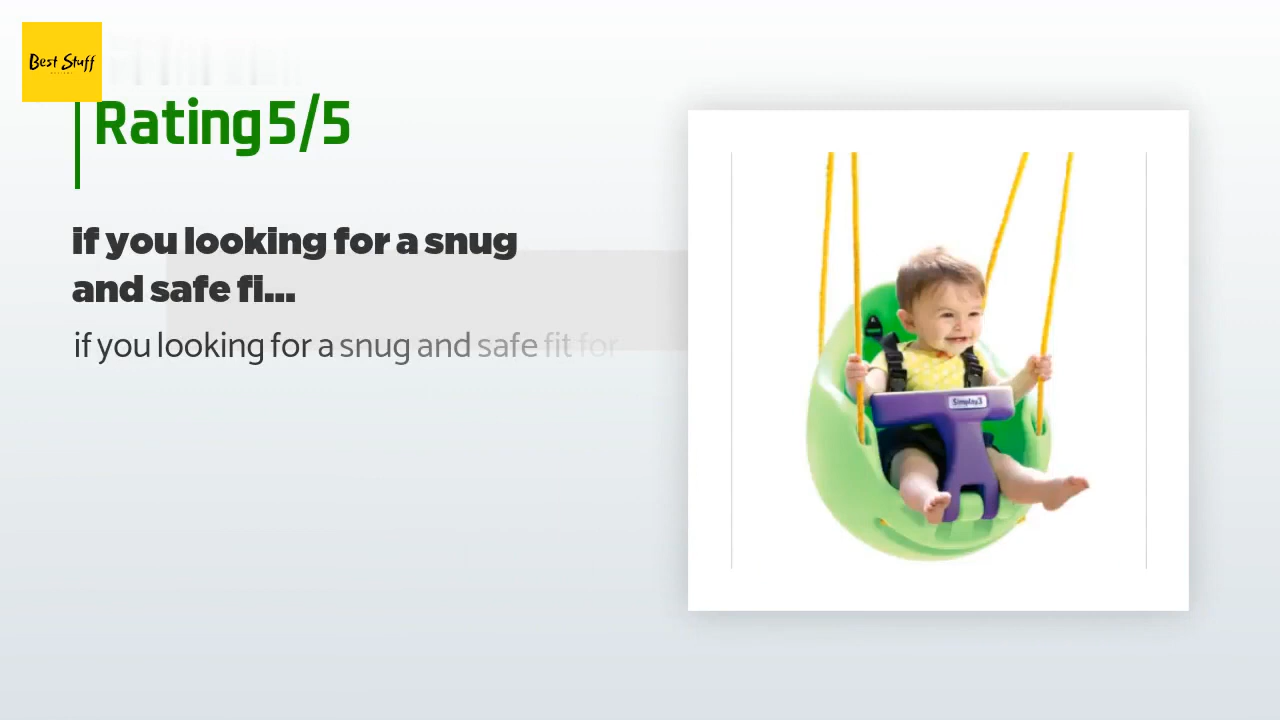 Best Stuff
Rating 5/5
if you looking for a snug
and safe fi...
if you looking for a snug and safe fit for
Simplay3